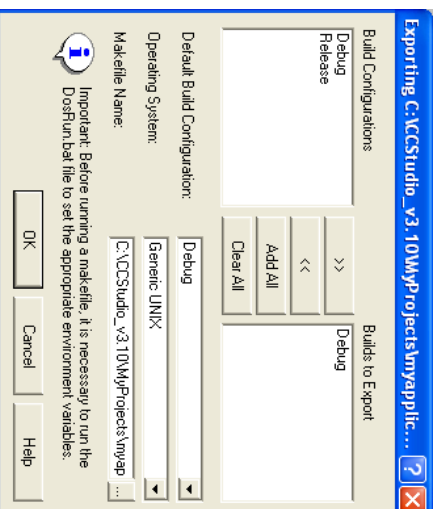 Exporting C:\CCStudio_v3.10\MyProjects\myapplic...
Build Configurations
Debug
Release
>>
<<
Add All
Clear All
Builds to Export
Debug
Default Build Configuration:
Debug
Operating System:
Generic UNIX
Makefile Name:
C:\CCStudio_v3.10\MyProjects\myap
...
Important: Before running a makefile, it is necessary to run the
DosRun.bat file to set the appropriate environment variables.
OK
Cancel
Help